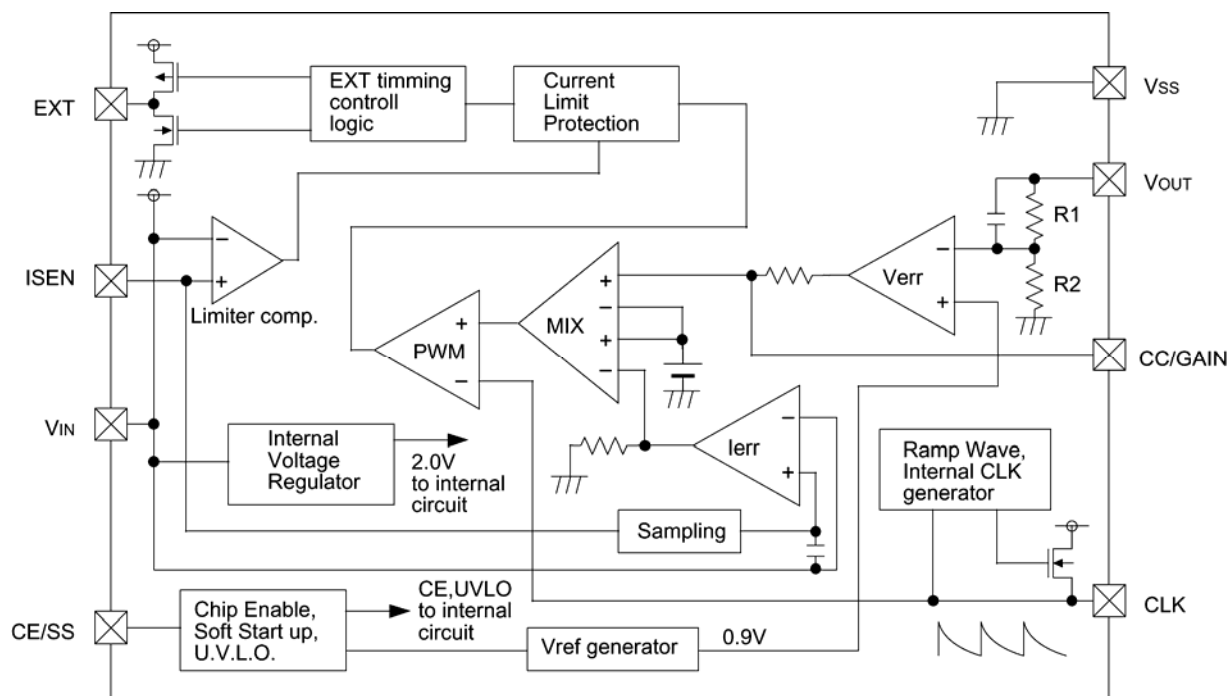 EXT
EXT timming
controll
logic
Current
Limit
Protection
VSS
VOUT
R1
R2
ISEN
−
+
Limiter comp.
PWM
+
−
MIX
+
−
+
−
Verr
−
+
CC/GAIN
VIN
Internal
Voltage
Regulator
2.0V
to internal
circuit
Ierr
−
+
Sampling
Ramp Wave,
Internal CLK
generator
CE/SS
Chip Enable,
Soft Start up,
U.V.L.O.
CE,UVLO
to internal
circuit
Vref generator
0.9V
CLK